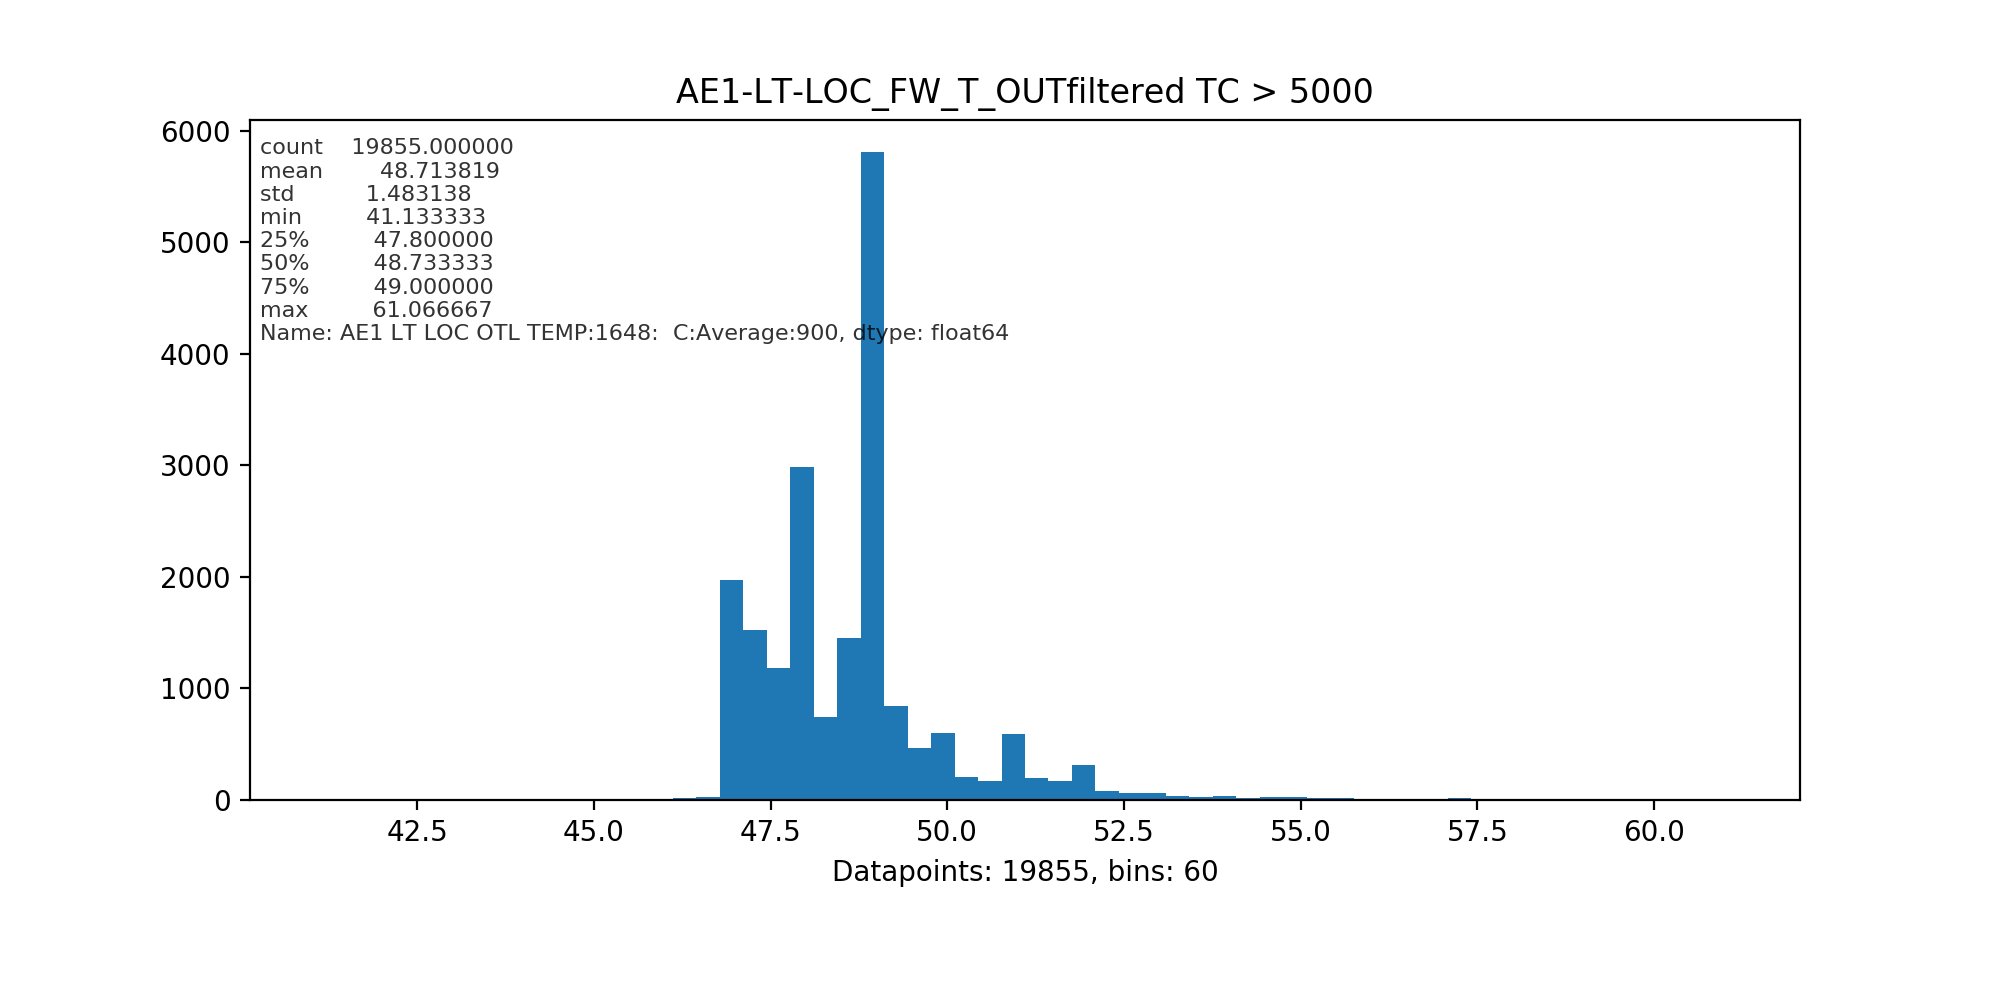 AE1-LT-LOC_FW_T_OUTfiltered TC > 5000
6000
5000
4000
3000
2000
1000
0
count 19855.000000
mean 48.713819
std 1.483138
min 41.133333
25% 47.800000
50% 48.733333
75% 49.000000
max 61.066667
Name: AE1 LT LOC OTL TEMP:1648: C:Average:900, dtype: float64
42.5 45.0 47.5 50.0 52.5 55.0 57.5 60.0
Datapoints: 19855, bins: 60